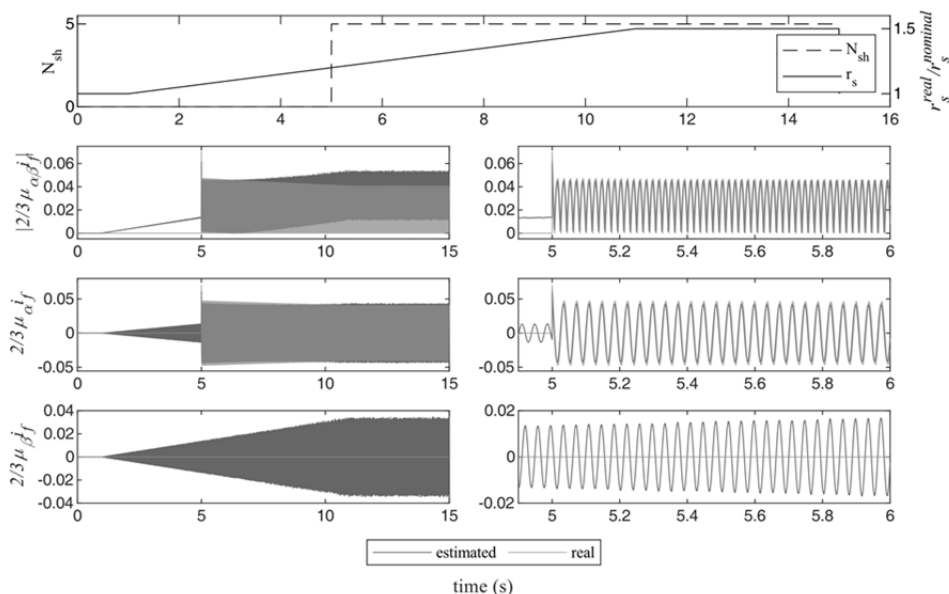 5
N_sh
0
1.5
1
r_s^real/r_s^nominal
N_sh
r_s
0 2 4 6 8 10 12 14 16
|2/3 μ_αβ i_f|
0.06
0.04
0.02
0
0 5 10 15
0.06
0.04
0.02
0
5 5.2 5.4 5.6 5.8 6
2/3 μ_α i_f
0.05
0
-0.05
0 5 10 15
0.05
0
-0.05
5 5.2 5.4 5.6 5.8 6
2/3 μ_β i_f
0.04
0.02
0
-0.02
-0.04
0 5 10 15
0.02
0
-0.02
5 5.2 5.4 5.6 5.8 6
estimated real
time (s)